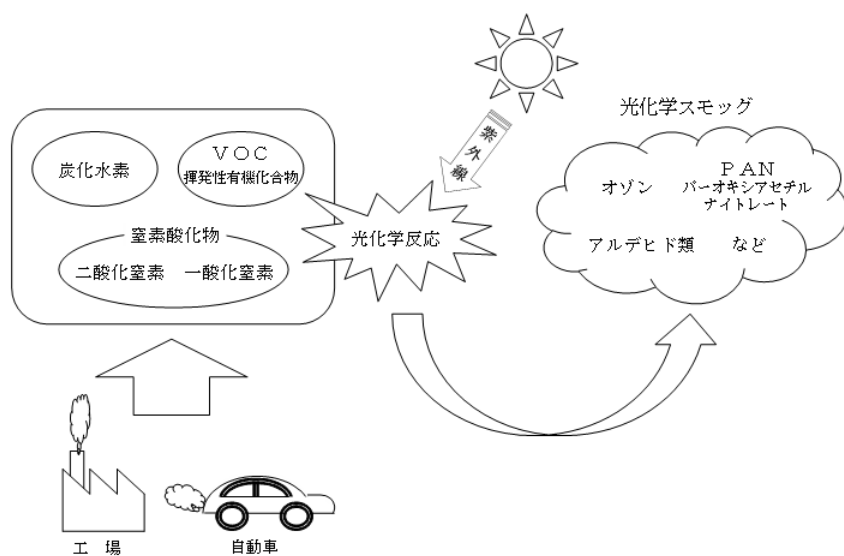 光化学スモッグ
紫外線
炭化水素
ＶＯＣ
揮発性有機化合物
ＰＡＮ
オゾン
パーオキシアセチル
ナイトレート
窒素酸化物
光化学反応
アルデヒド類
など
二酸化窒素
一酸化窒素
工 場
自動車